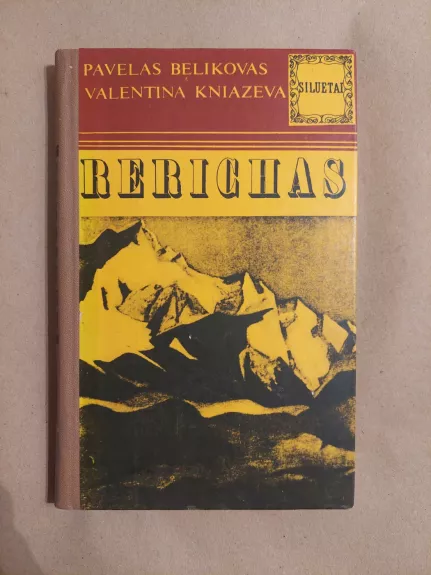 PAVELAS BELIKOVAS
VALENTINA KNIAZEVA
SILUETAI
RERICHAS